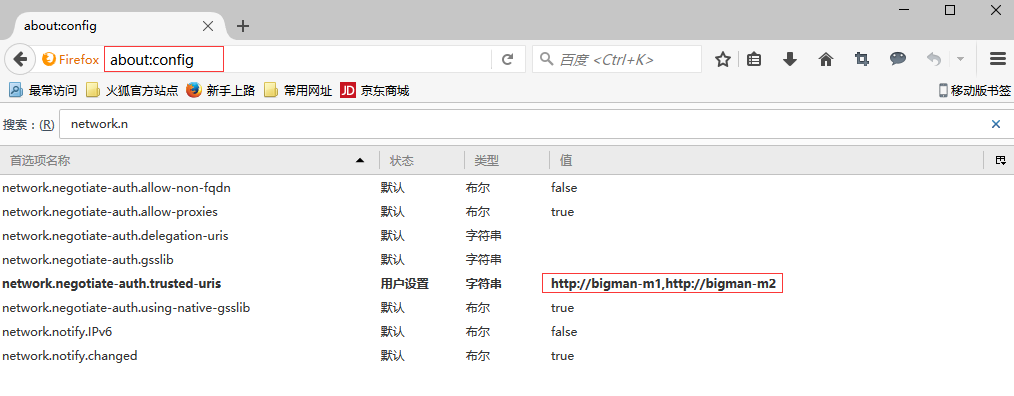 about:config
Firefox about:config 百度 <Ctrl+K>
最常访问 火狐官方站点 新手上路 常用网址 JD 京东商城 移动版书签
搜索：(R) network.n
首选项名称 状态 类型 值
network.negotiate-auth.allow-non-fqdn 默认 布尔 false
network.negotiate-auth.allow-proxies 默认 布尔 true
network.negotiate-auth.delegation-uris 默认 字符串
network.negotiate-auth.gsslib 默认 字符串
network.negotiate-auth.trusted-uris 用户设置 字符串 http://bigman-m1,http://bigman-m2
network.negotiate-auth.using-native-gsslib 默认 布尔 true
network.notify.IPv6 默认 布尔 false
network.notify.changed 默认 布尔 true